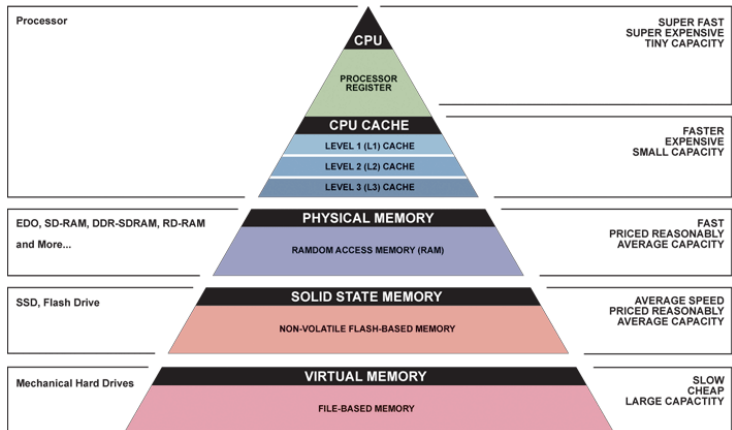 Processor
CPU
SUPER FAST
SUPER EXPENSIVE
TINY CAPACITY
PROCESSOR
REGISTER
CPU CACHE
LEVEL 1 (L1) CACHE
LEVEL 2 (L2) CACHE
LEVEL 3 (L3) CACHE
FASTER
EXPENSIVE
SMALL CAPACITY
EDO, SD-RAM, DDR-SDRAM, RD-RAM
and More...
PHYSICAL MEMORY
RAMDOM ACCESS MEMORY (RAM)
FAST
PRICED REASONABLY
AVERAGE CAPACITY
SSD, Flash Drive
SOLID STATE MEMORY
NON-VOLATILE FLASH-BASED MEMORY
AVERAGE SPEED
PRICED REASONABLY
AVERAGE CAPACITY
Mechanical Hard Drives
VIRTUAL MEMORY
FILE-BASED MEMORY
SLOW
CHEAP
LARGE CAPACTITY